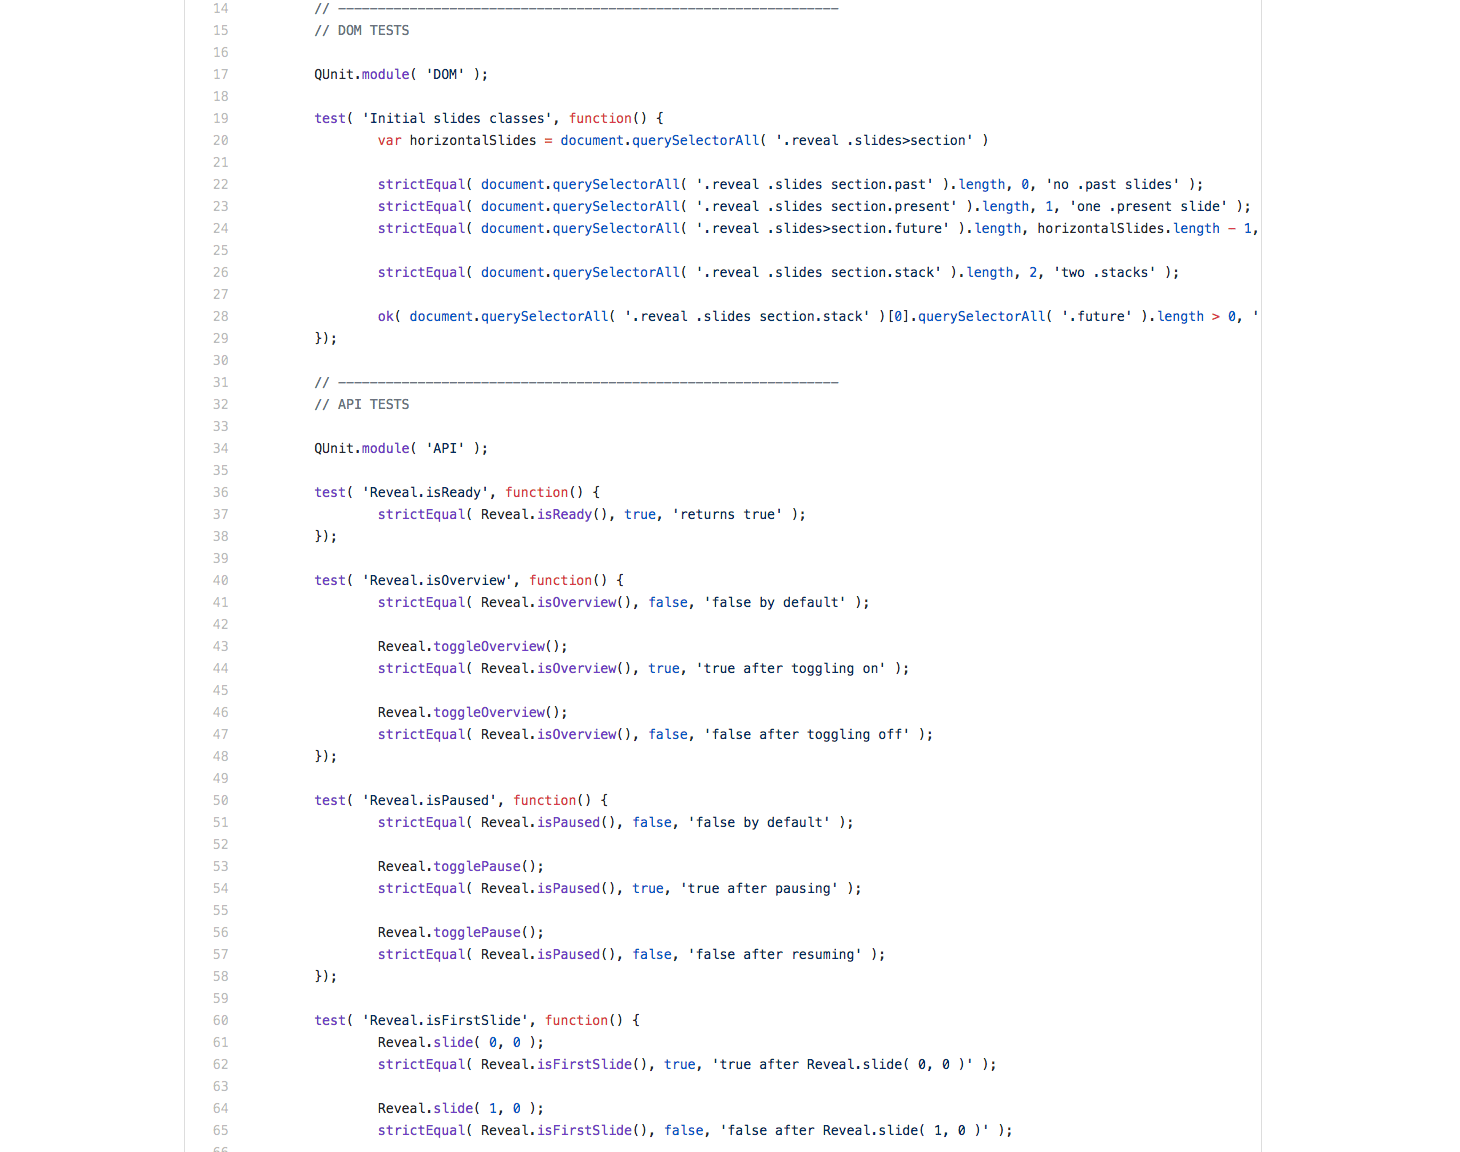 14 // ---------------------------------------------------------------
15 // DOM TESTS
16
17 QUnit.module( 'DOM' );
18
19 test( 'Initial slides classes', function() {
20 var horizontalSlides = document.querySelectorAll( '.reveal .slides>section' )
21
22 strictEqual( document.querySelectorAll( '.reveal .slides section.past' ).length, 0, 'no .past slides' );
23 strictEqual( document.querySelectorAll( '.reveal .slides section.present' ).length, 1, 'one .present slide' );
24 strictEqual( document.querySelectorAll( '.reveal .slides>section.future' ).length, horizontalSlides.length - 1,
25
26 strictEqual( document.querySelectorAll( '.reveal .slides section.stack' ).length, 2, 'two .stacks' );
27
28 ok( document.querySelectorAll( '.reveal .slides section.stack' )[0].querySelectorAll( '.future' ).length > 0, '
29 });
30
31 // ---------------------------------------------------------------
32 // API TESTS
33
34 QUnit.module( 'API' );
35
36 test( 'Reveal.isReady', function() {
37 strictEqual( Reveal.isReady(), true, 'returns true' );
38 });
39
40 test( 'Reveal.isOverview', function() {
41 strictEqual( Reveal.isOverview(), false, 'false by default' );
42
43 Reveal.toggleOverview();
44 strictEqual( Reveal.isOverview(), true, 'true after toggling on' );
45
46 Reveal.toggleOverview();
47 strictEqual( Reveal.isOverview(), false, 'false after toggling off' );
48 });
49
50 test( 'Reveal.isPaused', function() {
51 strictEqual( Reveal.isPaused(), false, 'false by default' );
52
53 Reveal.togglePause();
54 strictEqual( Reveal.isPaused(), true, 'true after pausing' );
55
56 Reveal.togglePause();
57 strictEqual( Reveal.isPaused(), false, 'false after resuming' );
58 });
59
60 test( 'Reveal.isFirstSlide', function() {
61 Reveal.slide( 0, 0 );
62 strictEqual( Reveal.isFirstSlide(), true, 'true after Reveal.slide( 0, 0 )' );
63
64 Reveal.slide( 1, 0 );
65 strictEqual( Reveal.isFirstSlide(), false, 'false after Reveal.slide( 1, 0 )' );
66